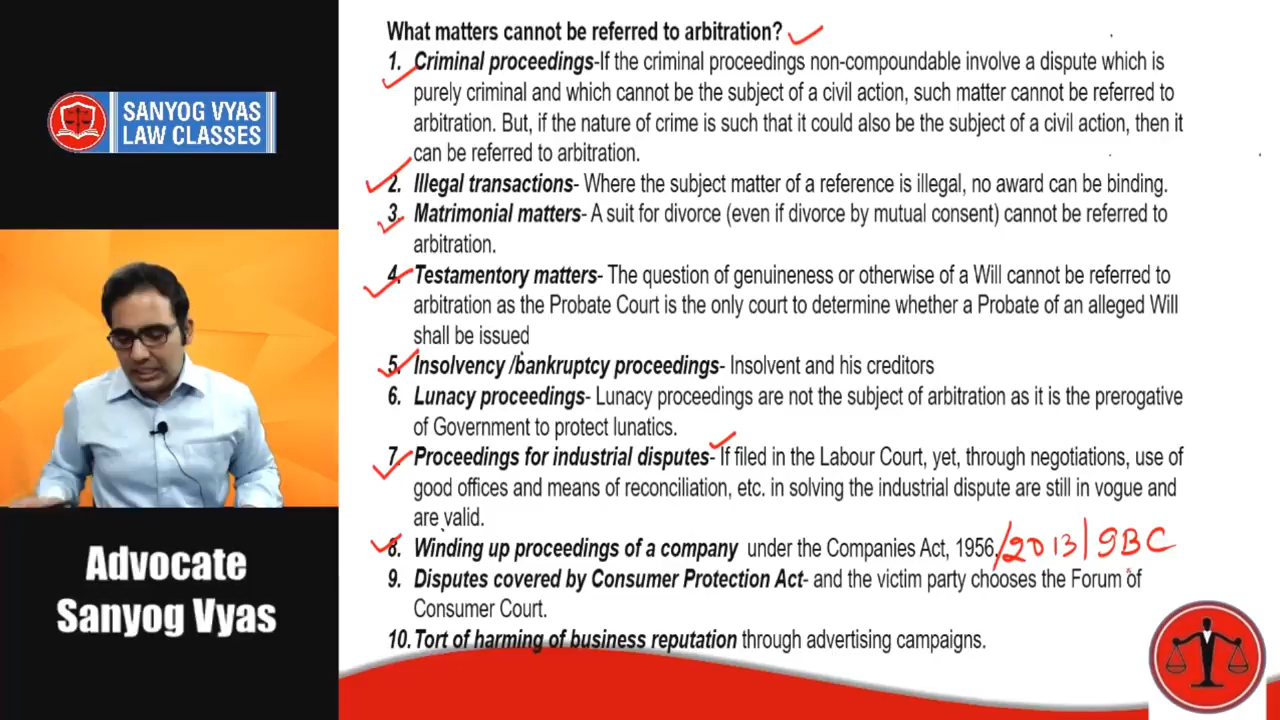 SANYOG VYAS
LAW CLASSES
Advocate
Sanyog Vyas
What matters cannot be referred to arbitration?
1. Criminal proceedings-If the criminal proceedings non-compoundable involve a dispute which is
purely criminal and which cannot be the subject of a civil action, such matter cannot be referred to
arbitration. But, if the nature of crime is such that it could also be the subject of a civil action, then it
can be referred to arbitration.
2. Illegal transactions- Where the subject matter of a reference is illegal, no award can be binding.
3. Matrimonial matters- A suit for divorce (even if divorce by mutual consent) cannot be referred to
arbitration.
4. Testamentory matters- The question of genuineness or otherwise of a Will cannot be referred to
arbitration as the Probate Court is the only court to determine whether a Probate of an alleged Will
shall be issued
5. Insolvency /bankruptcy proceedings- Insolvent and his creditors
6. Lunacy proceedings- Lunacy proceedings are not the subject of arbitration as it is the prerogative
of Government to protect lunatics.
7. Proceedings for industrial disputes- If filed in the Labour Court, yet, through negotiations, use of
good offices and means of reconciliation, etc. in solving the industrial dispute are still in vogue and
are valid.
8. Winding up proceedings of a company under the Companies Act, 1956, /2013/ IBC
9. Disputes covered by Consumer Protection Act- and the victim party chooses the Forum of
Consumer Court.
10. Tort of harming of business reputation through advertising campaigns.